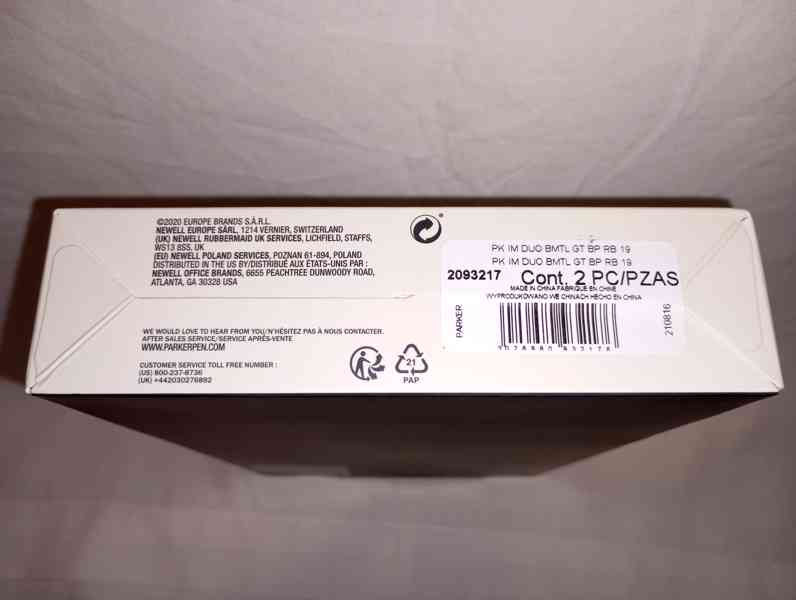 ©2020 EUROPE BRANDS S.À.R.L.
NEWELL EUROPE SÀRL, 1214 VERNIER, SWITZERLAND
(UK) NEWELL RUBBERMAID UK SERVICES, LICHFIELD, STAFFS,
WS13 8SS, UK
(EU) NEWELL POLAND SERVICES, POZNAN 61-894, POLAND
DISTRIBUTED IN THE US BY/DISTRIBUÉ AUX ÉTATS-UNIS PAR :
NEWELL OFFICE BRANDS, 6655 PEACHTREE DUNWOODY ROAD,
ATLANTA, GA 30328 USA
WE WOULD LOVE TO HEAR FROM YOU/N'HÉSITEZ PAS À NOUS CONTACTER.
AFTER SALES SERVICE/SERVICE APRÈS-VENTE
WWW.PARKERPEN.COM
CUSTOMER SERVICE TOLL FREE NUMBER :
(US) 800-237-8736
(UK) +442030276892
21
PAP
PK IM DUO BMTL GT BP RB 19
PK IM DUO BMTL GT BP RB 19
2093217 Cont. 2 PC/PZAS
MADE IN CHINA FABRIQUE EN CHINE
WYPRODUKOWANO WE CHINACH HECHO EN CHINA
PARKER
210816